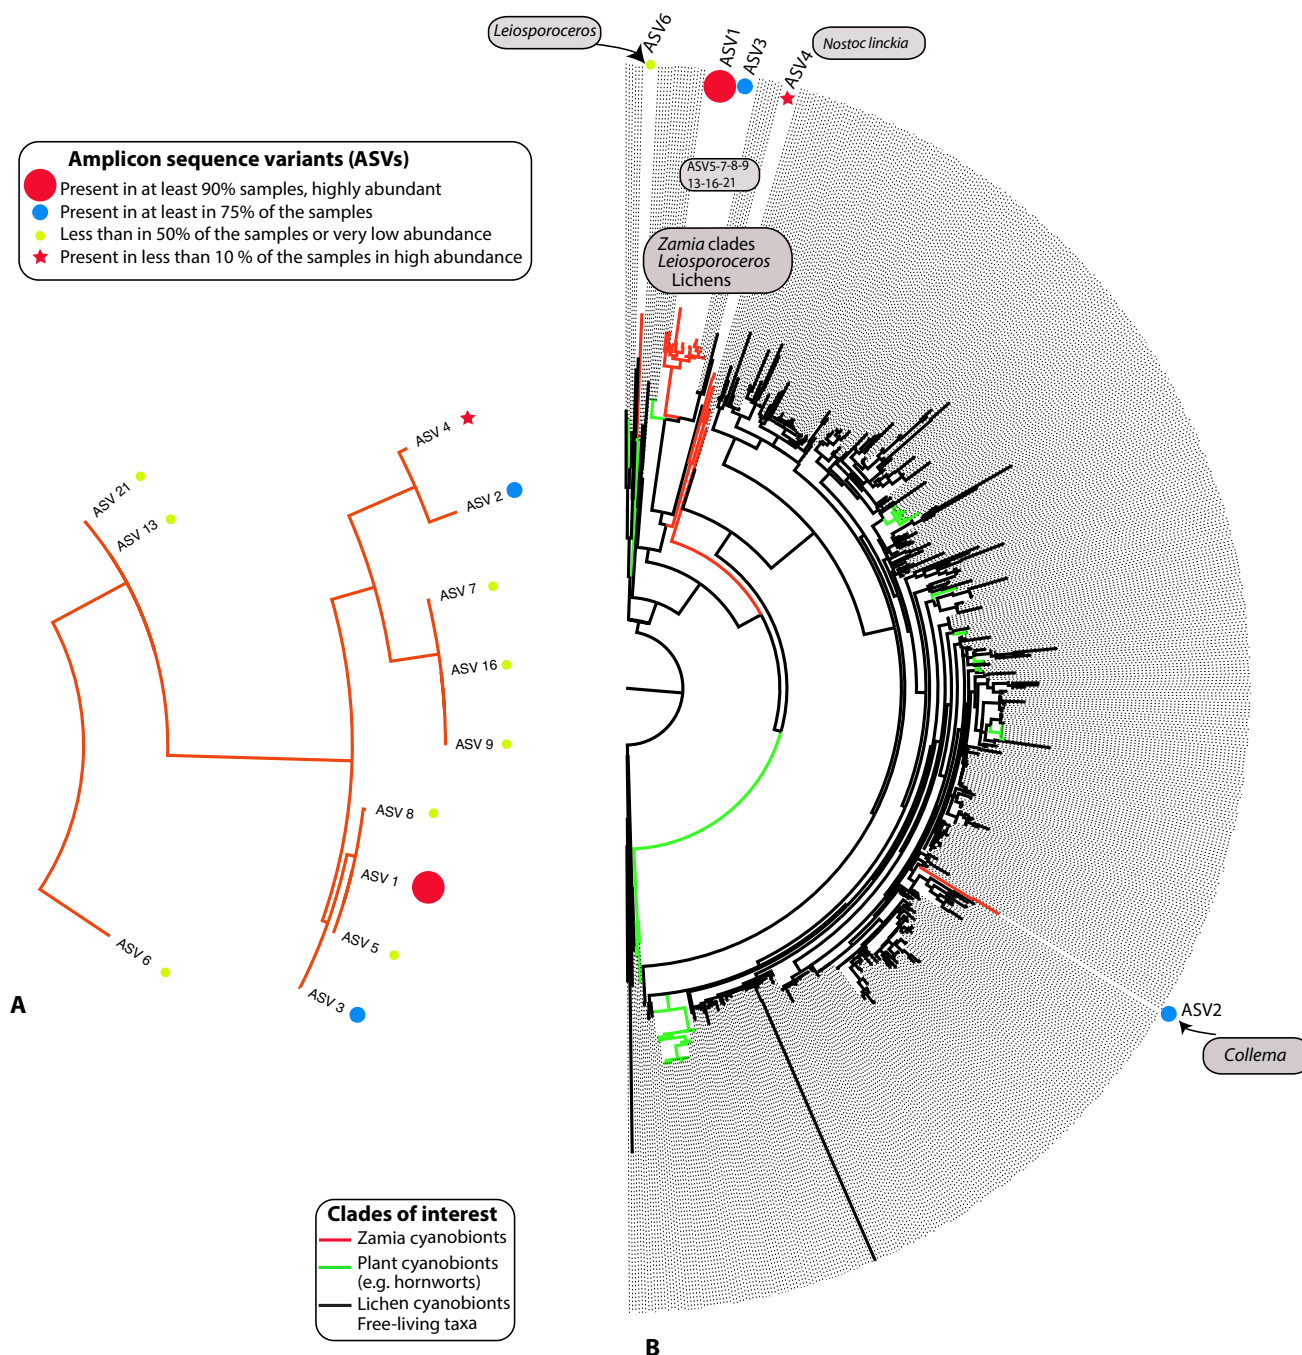 Leiosporoceros
ASV6
ASV1
ASV3
ASV4
Nostoc linckia
Amplicon sequence variants (ASVs)
Present in at least 90% samples, highly abundant
Present in at least in 75% of the samples
Less than in 50% of the samples or very low abundance
Present in less than 10 % of the samples in high abundance
ASV5-7-8-9
13-16-21
Zamia clades
Leiosporoceros
Lichens
ASV 4
ASV 21
ASV 2
ASV 13
ASV 7
ASV 16
ASV 9
ASV 8
ASV 1
ASV 5
ASV 6
ASV 3
A
ASV2
Collema
Clades of interest
Zamia cyanobionts
Plant cyanobionts
(e.g. hornworts)
Lichen cyanobionts
Free-living taxa
B